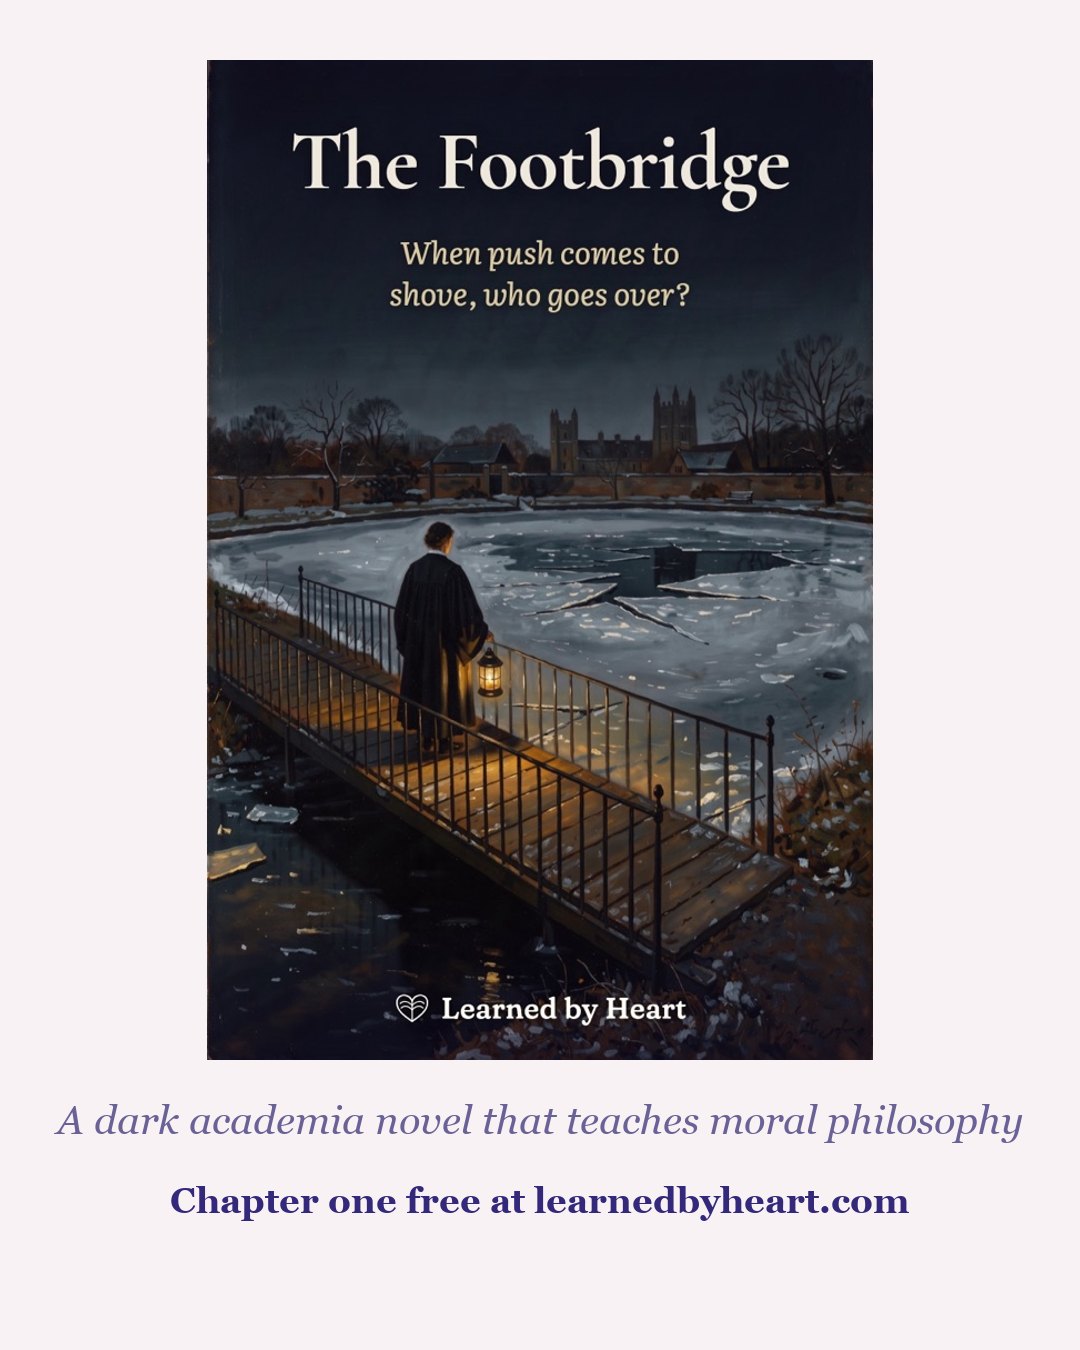 The Footbridge
When push comes to
shove, who goes over?
Learned by Heart
A dark academia novel that teaches moral philosophy
Chapter one free at learnedbyheart.com